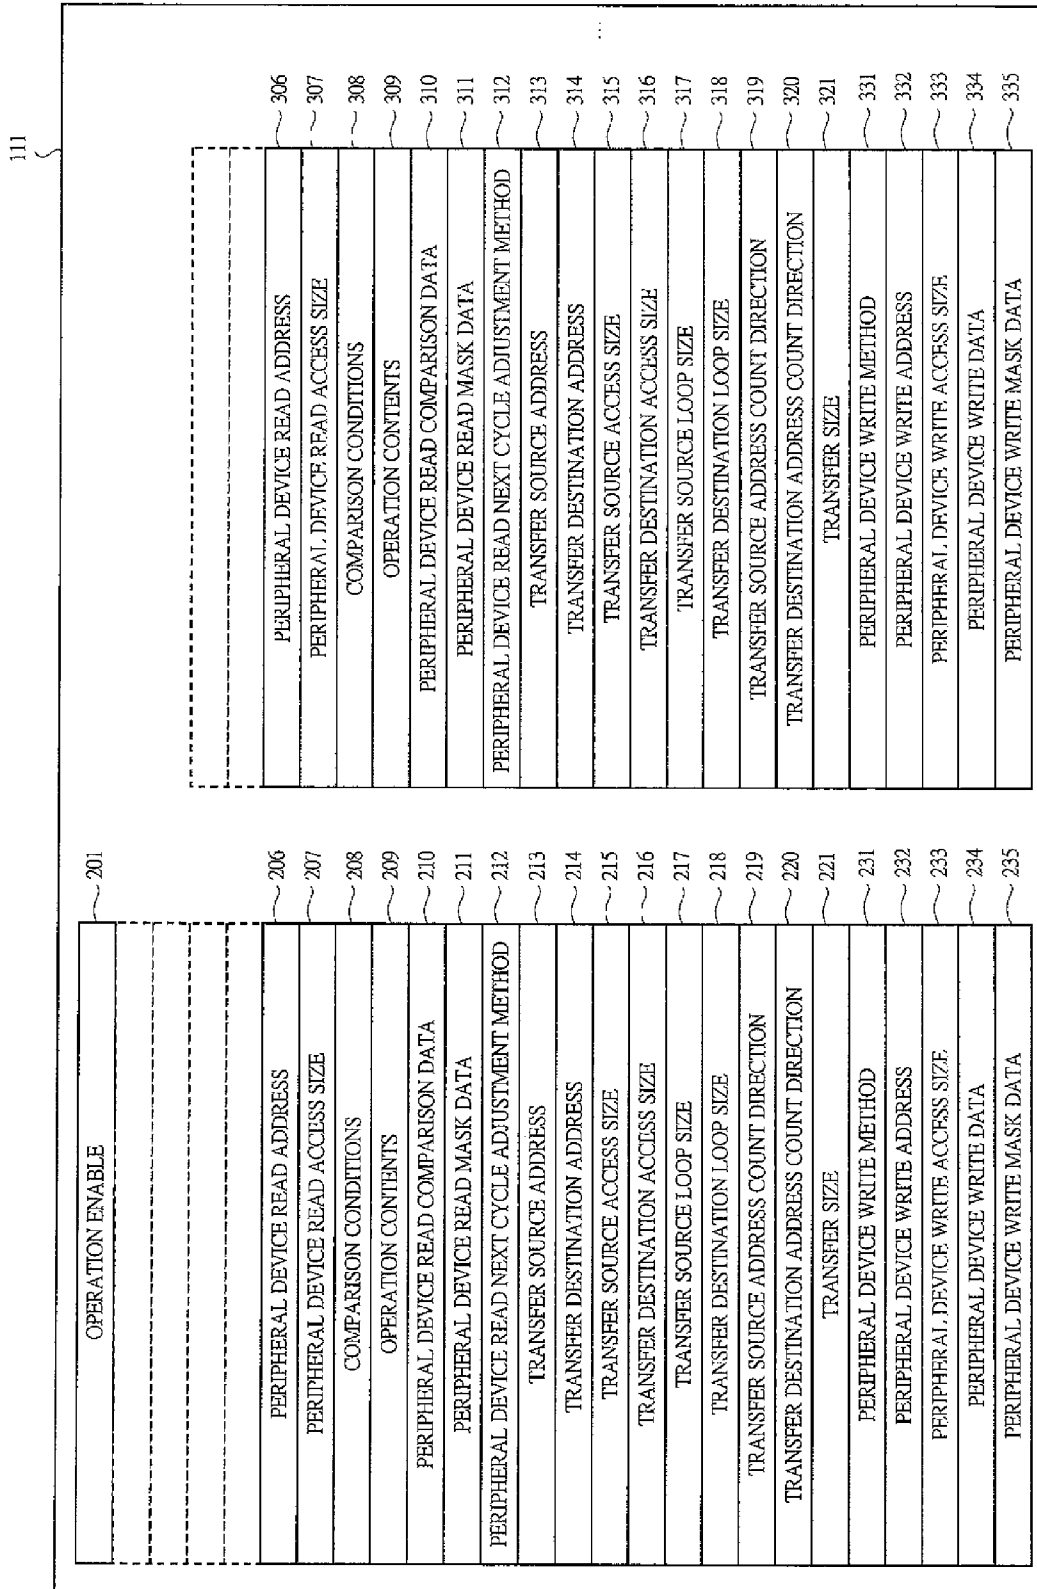 111
OPERATION ENABLE 201
PERIPHERAL DEVICE READ ADDRESS 206
PERIPHERAL DEVICE READ ACCESS SIZE 207
COMPARISON CONDITIONS 208
OPERATION CONTENTS 209
PERIPHERAL DEVICE READ COMPARISON DATA 210
PERIPHERAL DEVICE READ MASK DATA 211
PERIPHERAL DEVICE READ NEXT CYCLE ADJUSTMENT METHOD 212
TRANSFER SOURCE ADDRESS 213
TRANSFER DESTINATION ADDRESS 214
TRANSFER SOURCE ACCESS SIZE 215
TRANSFER DESTINATION ACCESS SIZE 216
TRANSFER SOURCE LOOP SIZE 217
TRANSFER DESTINATION LOOP SIZE 218
TRANSFER SOURCE ADDRESS COUNT DIRECTION 219
TRANSFER DESTINATION ADDRESS COUNT DIRECTION 220
TRANSFER SIZE 221
PERIPHERAL DEVICE WRITE METHOD 231
PERIPHERAL DEVICE WRITE ADDRESS 232
PERIPHERAL DEVICE WRITE ACCESS SIZE 233
PERIPHERAL DEVICE WRITE DATA 234
PERIPHERAL DEVICE WRITE MASK DATA 235
PERIPHERAL DEVICE READ ADDRESS 306
PERIPHERAL DEVICE READ ACCESS SIZE 307
COMPARISON CONDITIONS 308
OPERATION CONTENTS 309
PERIPHERAL DEVICE READ COMPARISON DATA 310
PERIPHERAL DEVICE READ MASK DATA 311
PERIPHERAL DEVICE READ NEXT CYCLE ADJUSTMENT METHOD 312
TRANSFER SOURCE ADDRESS 313
TRANSFER DESTINATION ADDRESS 314
TRANSFER SOURCE ACCESS SIZE 315
TRANSFER DESTINATION ACCESS SIZE 316
TRANSFER SOURCE LOOP SIZE 317
TRANSFER DESTINATION LOOP SIZE 318
TRANSFER SOURCE ADDRESS COUNT DIRECTION 319
TRANSFER DESTINATION ADDRESS COUNT DIRECTION 320
TRANSFER SIZE 321
PERIPHERAL DEVICE WRITE METHOD 331
PERIPHERAL DEVICE WRITE ADDRESS 332
PERIPHERAL DEVICE WRITE ACCESS SIZE 333
PERIPHERAL DEVICE WRITE DATA 334
PERIPHERAL DEVICE WRITE MASK DATA 335
...